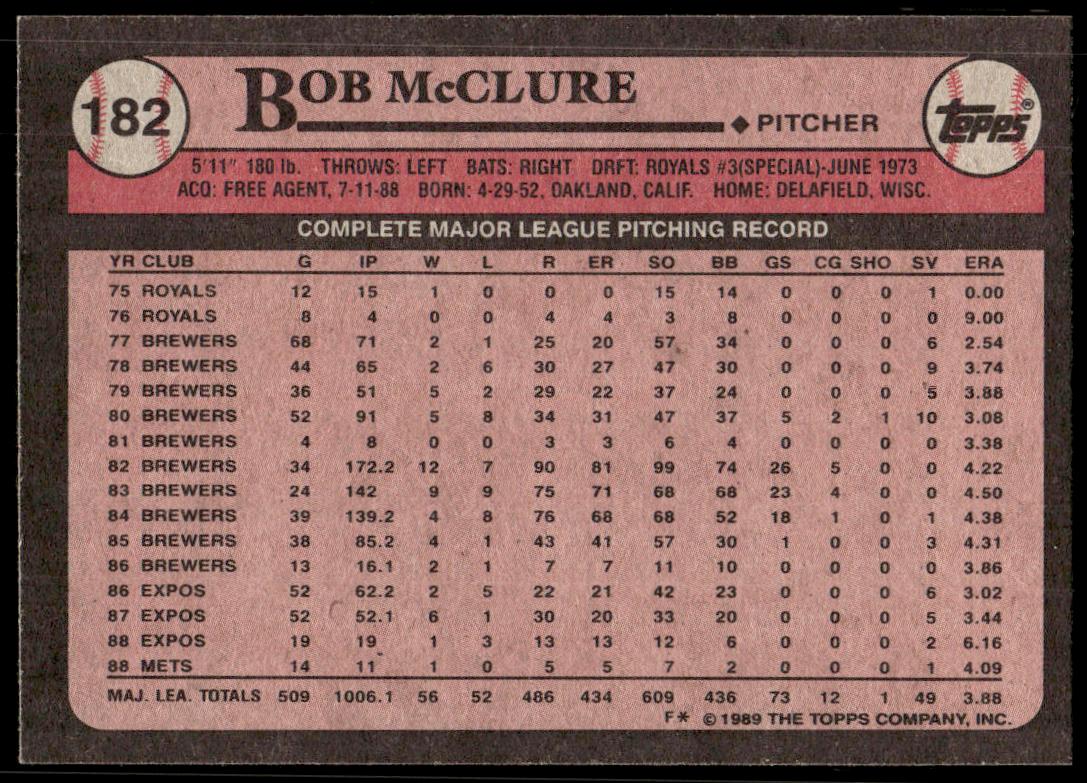 182
BOB McCLURE
PITCHER
TOPPS®
5'11" 180 lb. THROWS: LEFT BATS: RIGHT DRFT: ROYALS #3(SPECIAL)-JUNE 1973
ACQ: FREE AGENT, 7-11-88 BORN: 4-29-52, OAKLAND, CALIF. HOME: DELAFIELD, WISC.
COMPLETE MAJOR LEAGUE PITCHING RECORD
YR CLUB G IP W L R ER SO BB GS CG SHO SV ERA
75 ROYALS 12 15 1 0 0 0 15 14 0 0 0 1 0.00
76 ROYALS 8 4 0 0 4 4 3 8 0 0 0 0 9.00
77 BREWERS 68 71 2 1 25 20 57 34 0 0 0 6 2.54
78 BREWERS 44 65 2 6 30 27 47 30 0 0 0 9 3.74
79 BREWERS 36 51 5 2 29 22 37 24 0 0 0 5 3.88
80 BREWERS 52 91 5 8 34 31 47 37 5 2 1 10 3.08
81 BREWERS 4 8 0 0 3 3 6 4 0 0 0 0 3.38
82 BREWERS 34 172.2 12 7 90 81 99 74 26 5 0 0 4.22
83 BREWERS 24 142 9 9 75 71 68 68 23 4 0 0 4.50
84 BREWERS 39 139.2 4 8 76 68 68 52 18 1 0 1 4.38
85 BREWERS 38 85.2 4 1 43 41 57 30 1 0 0 3 4.31
86 BREWERS 13 16.1 2 1 7 7 11 10 0 0 0 0 3.86
86 EXPOS 52 62.2 2 5 22 21 42 23 0 0 0 6 3.02
87 EXPOS 52 52.1 6 1 30 20 33 20 0 0 0 5 3.44
88 EXPOS 19 19 1 3 13 13 12 6 0 0 0 2 6.16
88 METS 14 11 1 0 5 5 7 2 0 0 0 1 4.09
MAJ. LEA. TOTALS 509 1006.1 56 52 486 434 609 436 73 12 1 49 3.88
F* © 1989 THE TOPPS COMPANY, INC.